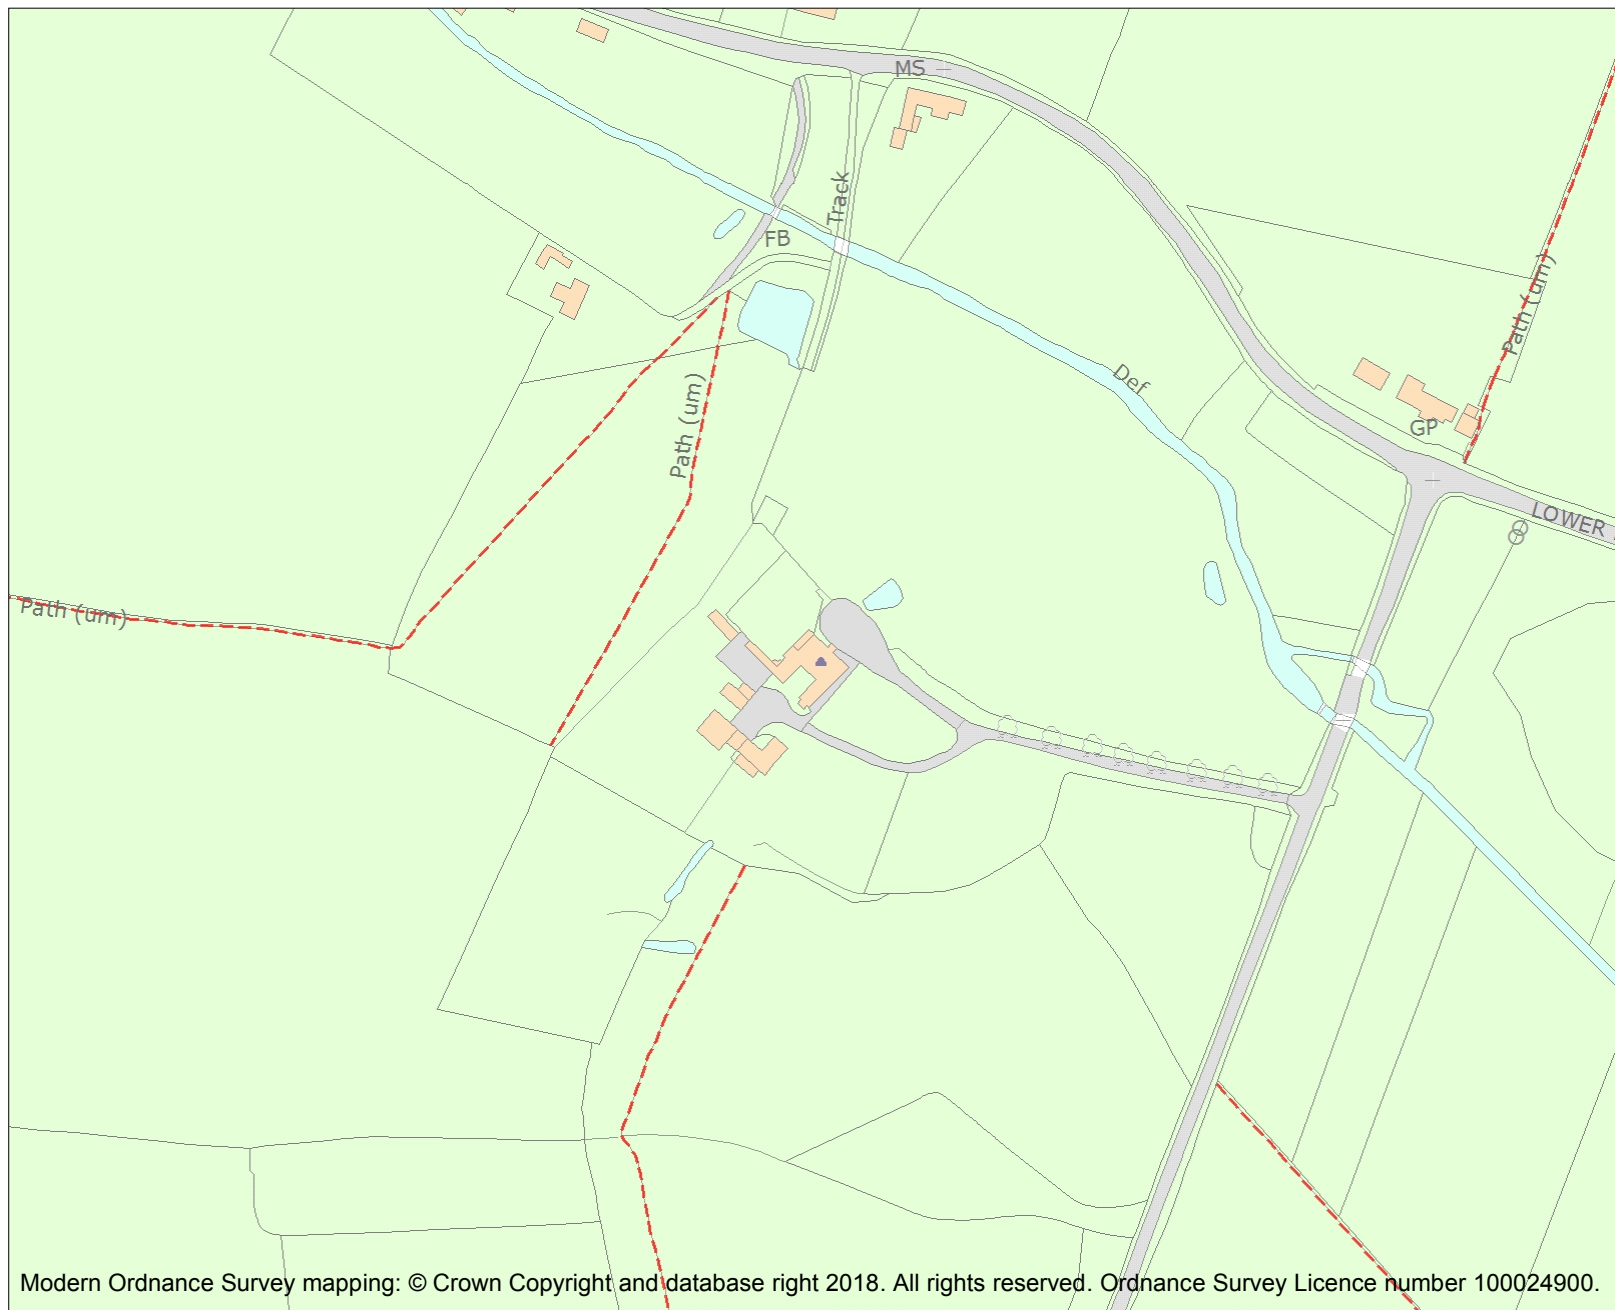 MS
Track
FB
Path (um)
Def
Path (um)
GP
LOWER
Path (um)
Modern Ordnance Survey mapping: © Crown Copyright and database right 2018. All rights reserved. Ordnance Survey Licence number 100024900.